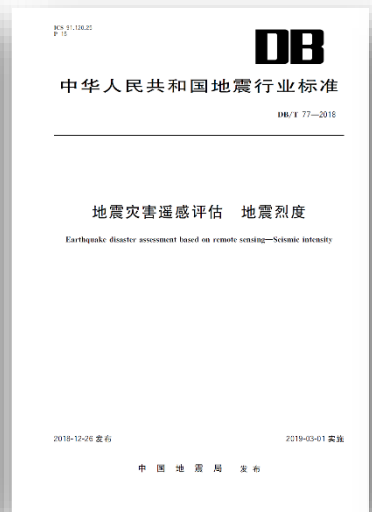 ICS 91.120.25
P 15
DB
中华人民共和国地震行业标准
DB/T 77—2018
地震灾害遥感评估 地震烈度
Earthquake disaster assessment based on remote sensing—Seismic intensity
2018-12-26 发布
2019-03-01 实施
中国地震局 发布